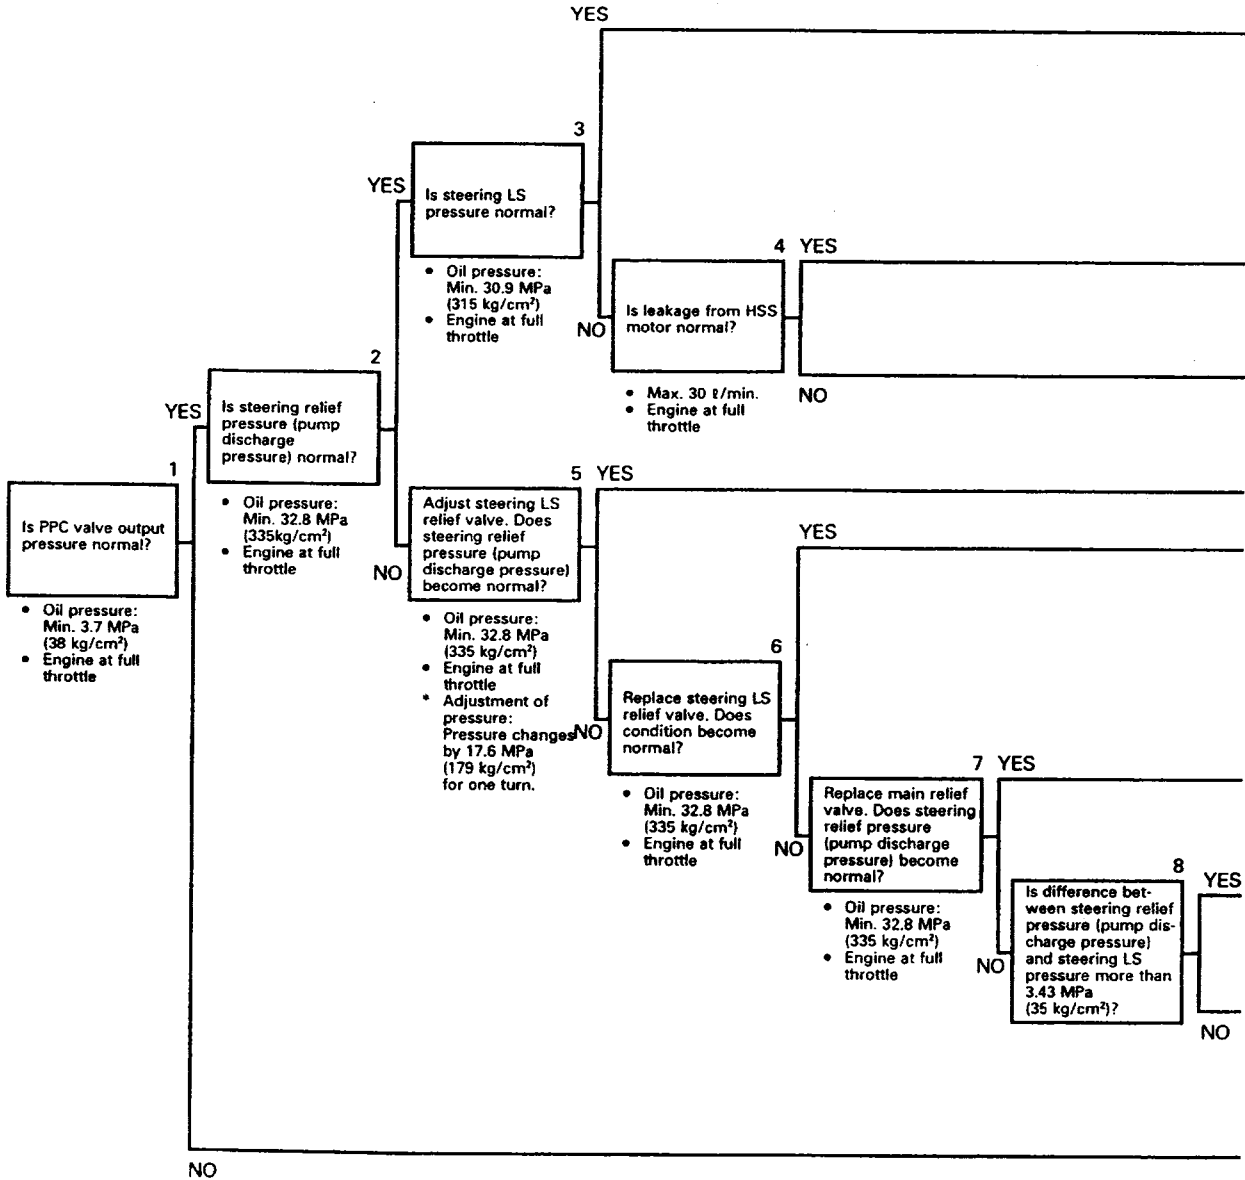 YES
3
YES
Is steering LS
pressure normal?
• Oil pressure:
Min. 30.9 MPa
(315 kg/cm²)
• Engine at full
throttle
4 YES
NO
Is leakage from HSS
motor normal?
NO
• Max. 30 ℓ/min.
• Engine at full
throttle
2
YES
Is steering relief
pressure (pump
discharge
pressure) normal?
• Oil pressure:
Min. 32.8 MPa
(335kg/cm²)
• Engine at full
throttle
1
Is PPC valve output
pressure normal?
• Oil pressure:
Min. 3.7 MPa
(38 kg/cm²)
• Engine at full
throttle
5 YES
NO
Adjust steering LS
relief valve. Does
steering relief
pressure (pump
discharge pressure)
become normal?
• Oil pressure:
Min. 32.8 MPa
(335 kg/cm²)
• Engine at full
throttle
* Adjustment of
pressure:
Pressure changes
by 17.6 MPa
(179 kg/cm²)
for one turn.
YES
6
NO
Replace steering LS
relief valve. Does
condition become
normal?
• Oil pressure:
Min. 32.8 MPa
(335 kg/cm²)
• Engine at full
throttle
7 YES
NO
Replace main relief
valve. Does steering
relief pressure
(pump discharge
pressure) become
normal?
• Oil pressure:
Min. 32.8 MPa
(335 kg/cm²)
• Engine at full
throttle
8
YES
NO
Is difference bet-
ween steering relief
pressure (pump dis-
charge pressure)
and steering LS
pressure more than
3.43 MPa
(35 kg/cm²)?
NO
NO